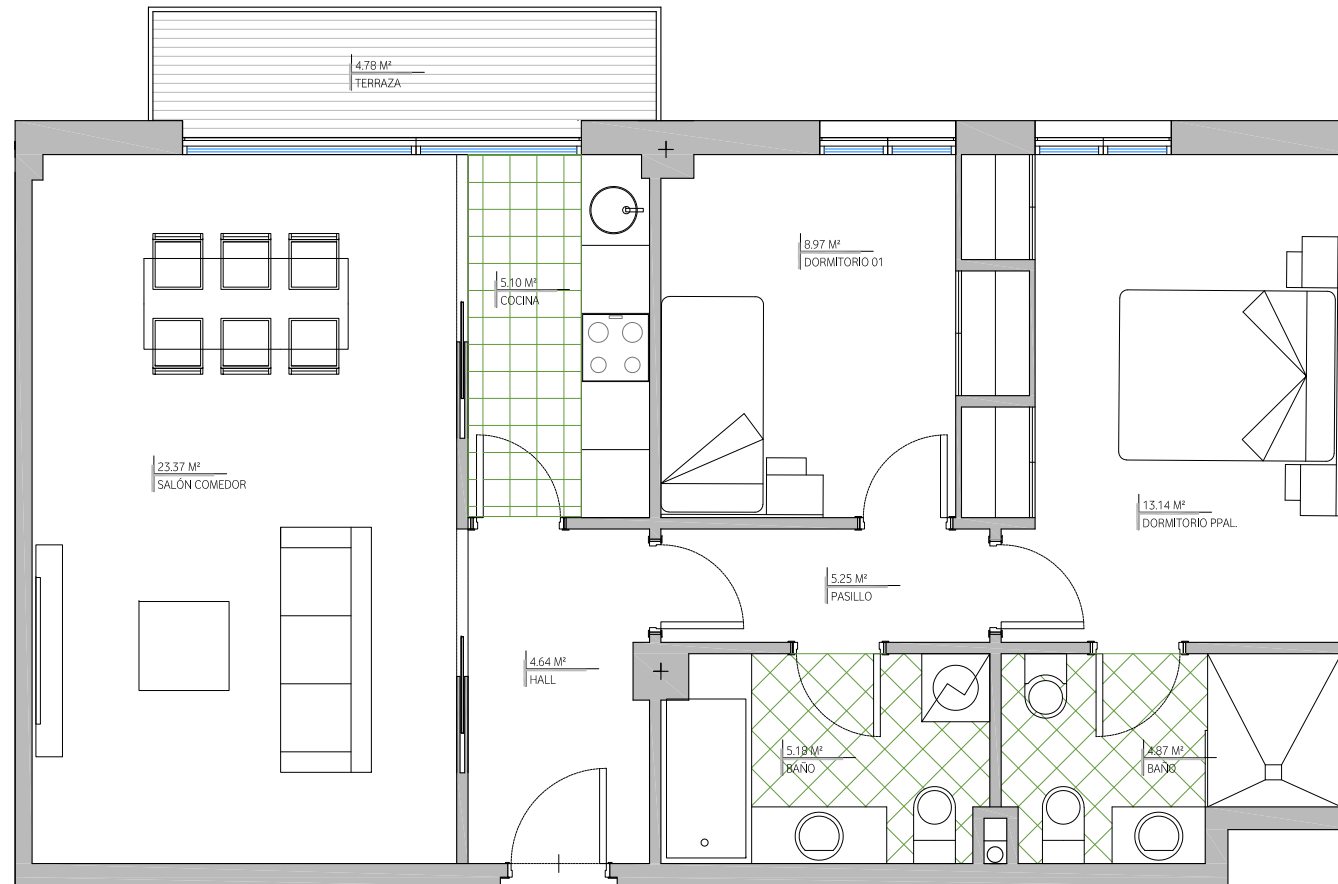 4.78 M²
TERRAZA
8.97 M²
DORMITORIO 01
5.10 M²
COCINA
23.37 M²
SALÓN COMEDOR
13.14 M²
DORMITORIO PPAL.
5.25 M²
PASILLO
4.64 M²
HALL
5.18 M²
BAÑO
4.87 M²
BAÑO